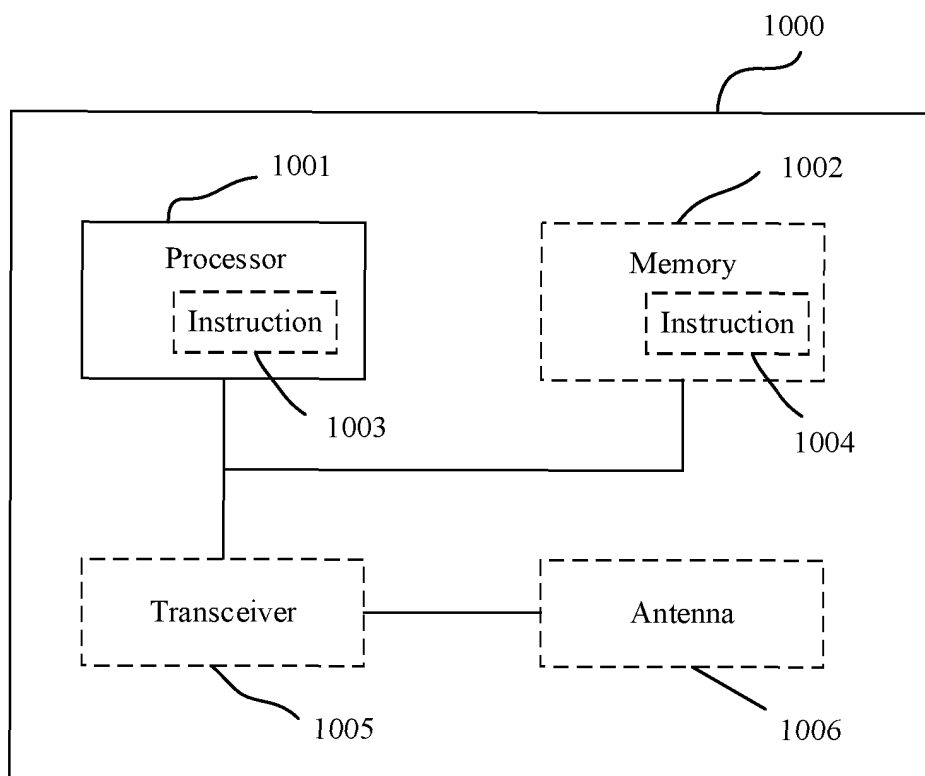 1000
1001
1002
Processor
Memory
Instruction
Instruction
1003
1004
Transceiver
Antenna
1005
1006